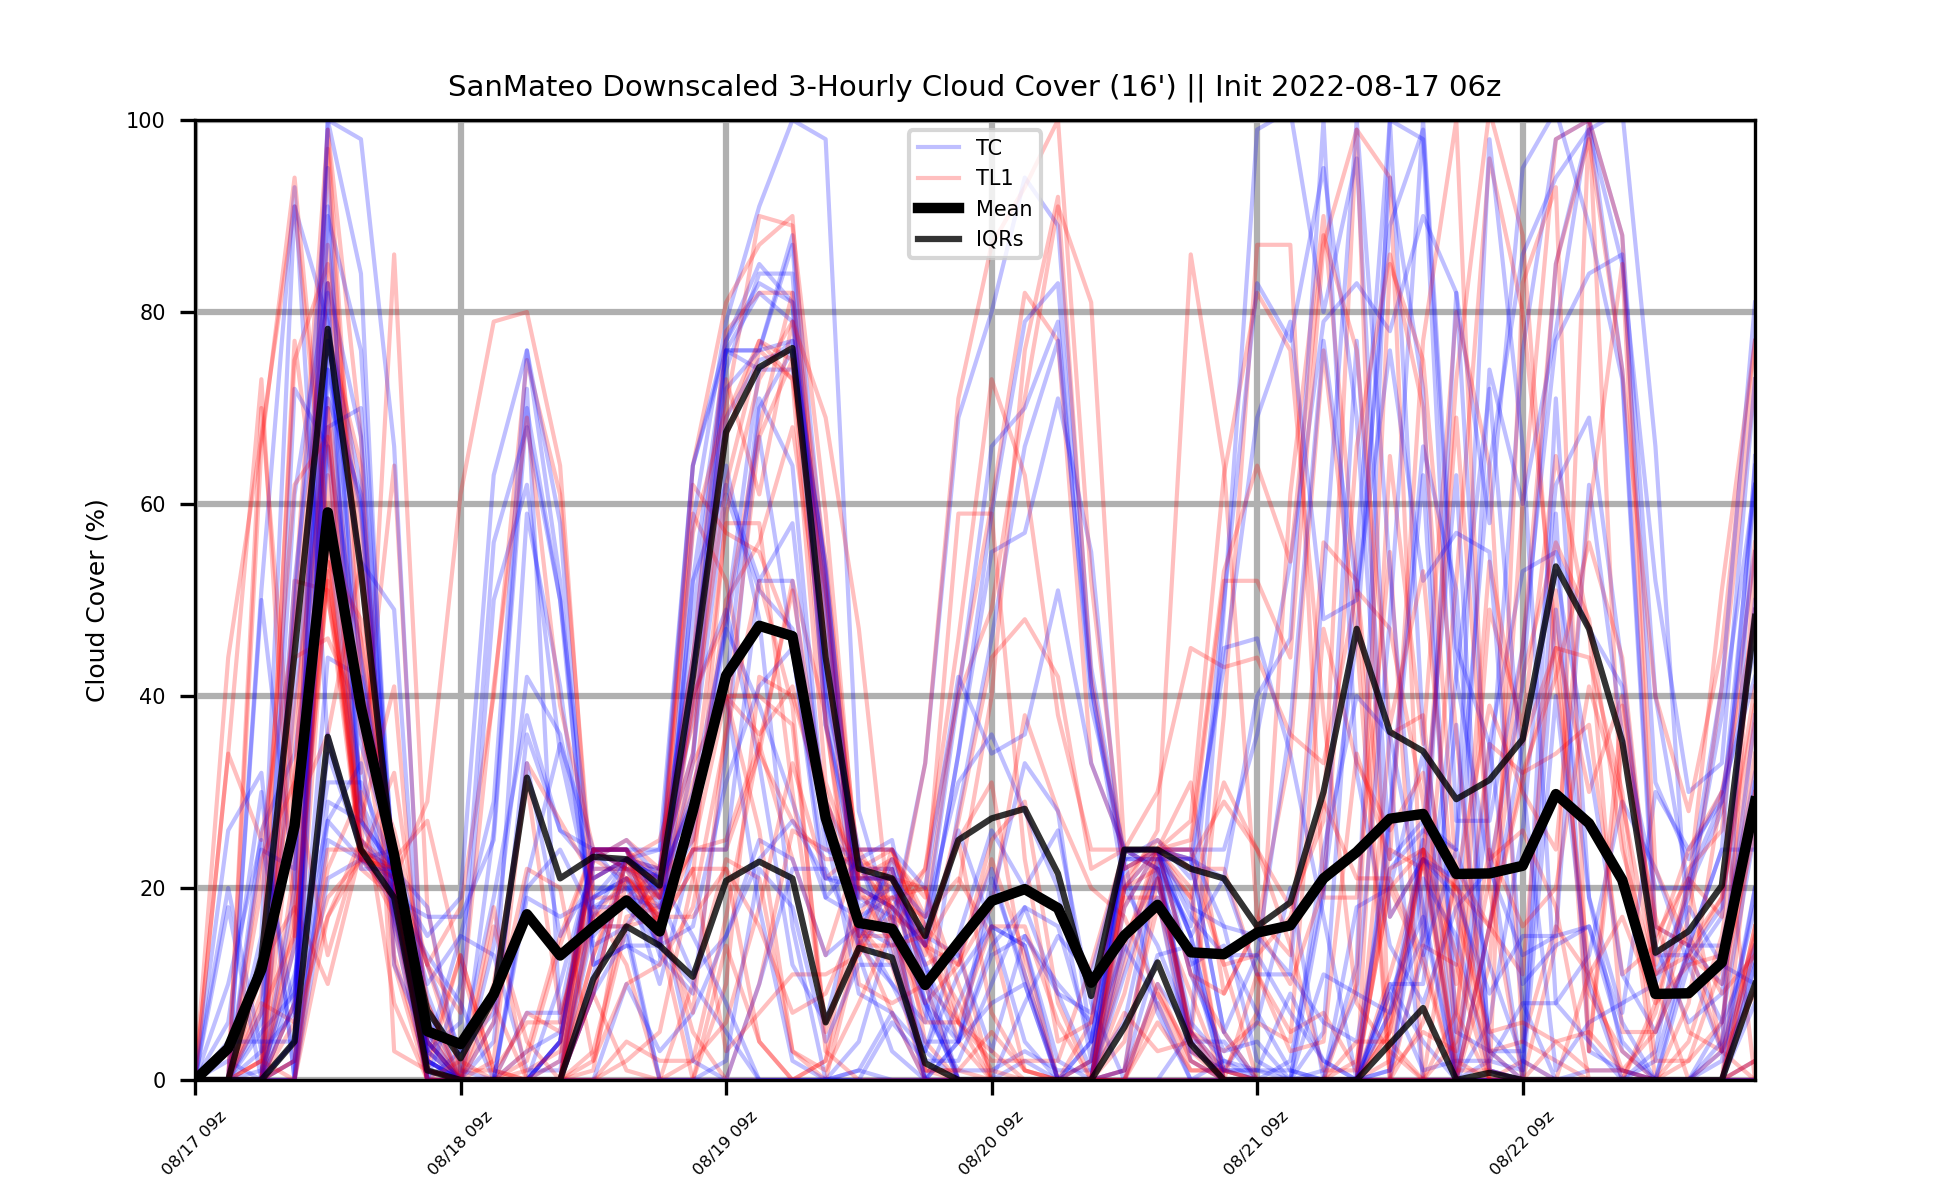 SanMateo Downscaled 3-Hourly Cloud Cover (16') || Init 2022-08-17 06z
TC
TL1
Mean
IQRs
Cloud Cover (%)
100
80
60
40
20
0
08/17 09z
08/18 09z
08/19 09z
08/20 09z
08/21 09z
08/22 09z